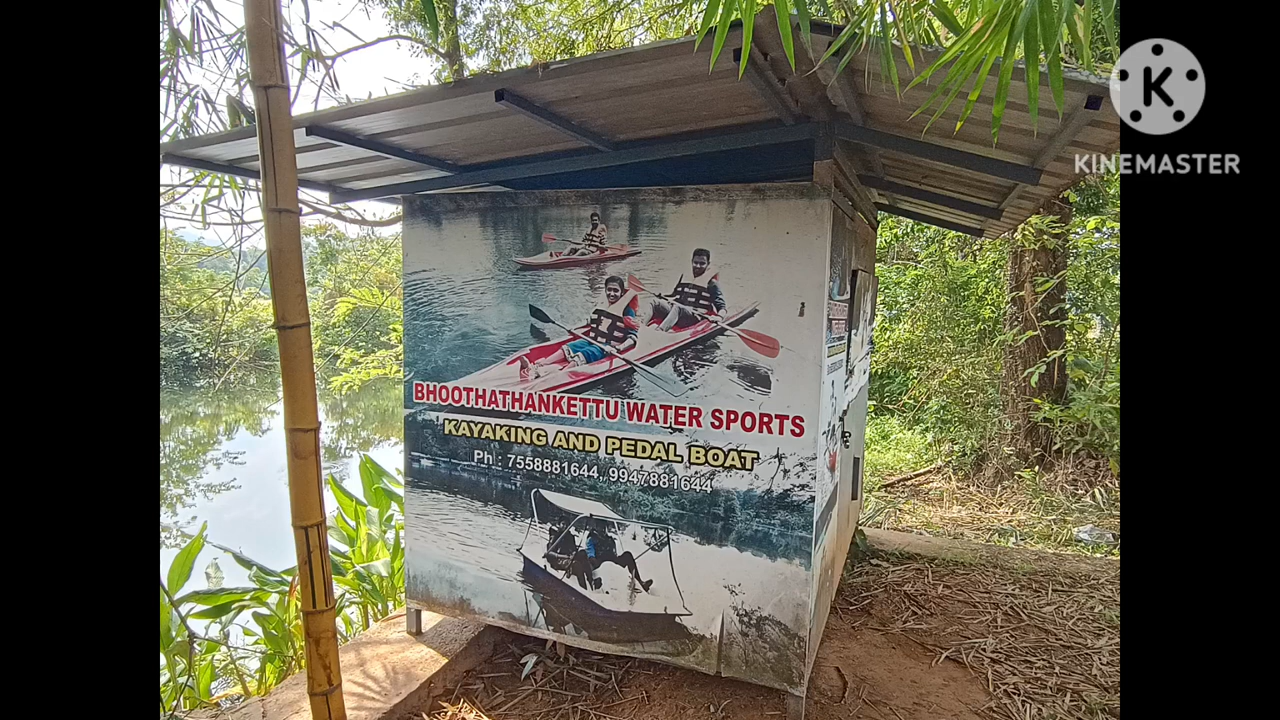 KINEMASTER
BHOOTHATHANKETTU WATER SPORTS
KAYAKING AND PEDAL BOAT
Ph : 7558881644, 9947881644